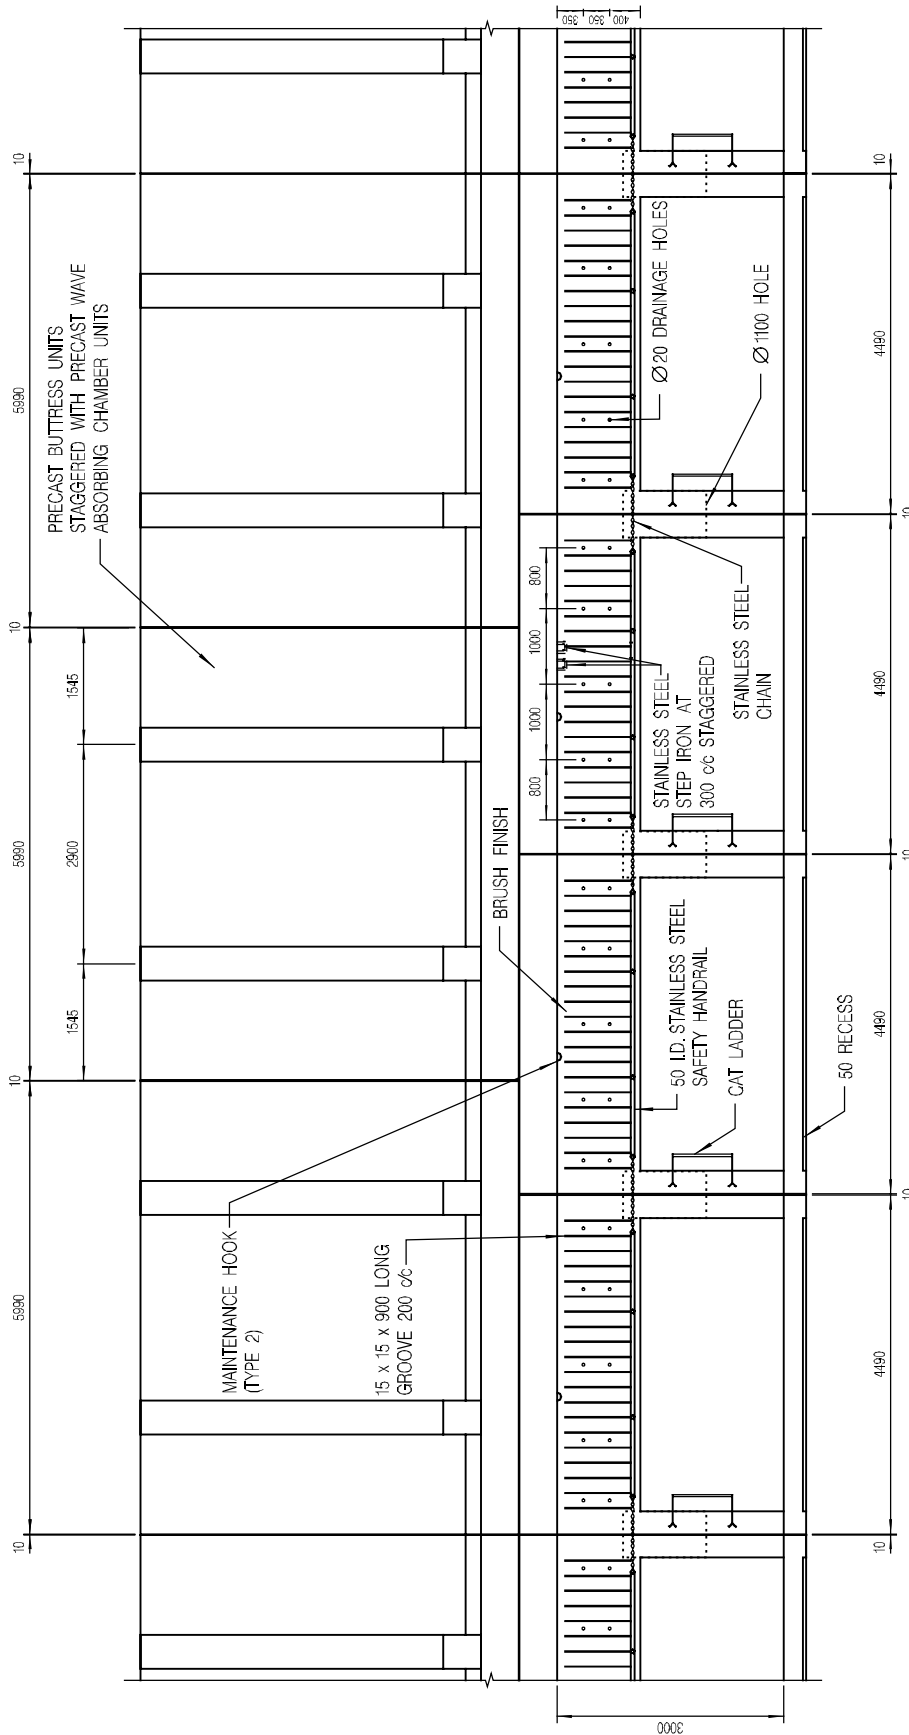 10
5990
10
5990
10
5990
10
1545
2900
1545
PRECAST BUTTRESS UNITS
STAGGERED WITH PRECAST WAVE
ABSORBING CHAMBER UNITS
MAINTENANCE HOOK
(TYPE 2)
15 x 15 x 900 LONG
GROOVE 200 c/c
BRUSH FINISH
800
1000
1000
800
350
350
400
STAINLESS STEEL
STEP IRON AT
300 c/c STAGGERED
Ø20 DRAINAGE HOLES
50 I.D. STAINLESS STEEL
SAFETY HANDRAIL
CAT LADDER
STAINLESS STEEL
CHAIN
Ø1100 HOLE
50 RECESS
3000
10
4490
10
4490
10
4490
10
4490
10